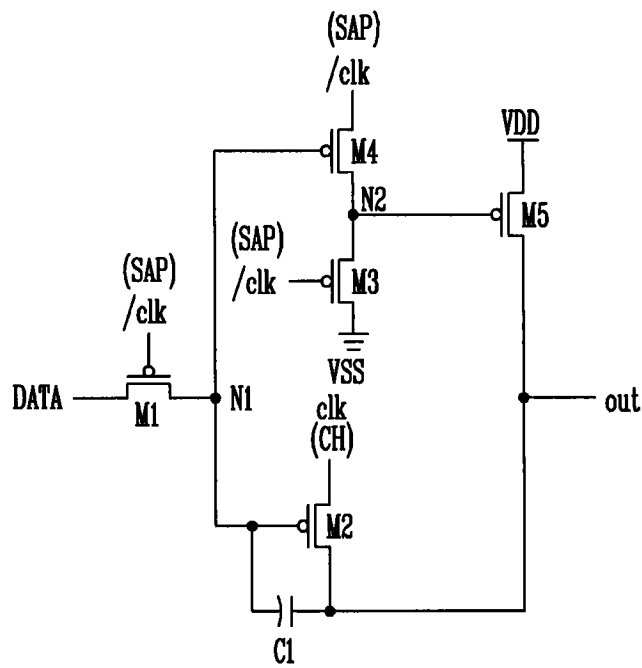 (SAP)
/clk
VDD
M4
N2
M5
(SAP)
/clk
M3
(SAP)
/clk
VSS
DATA
M1
N1
out
clk
(CH)
M2
C1